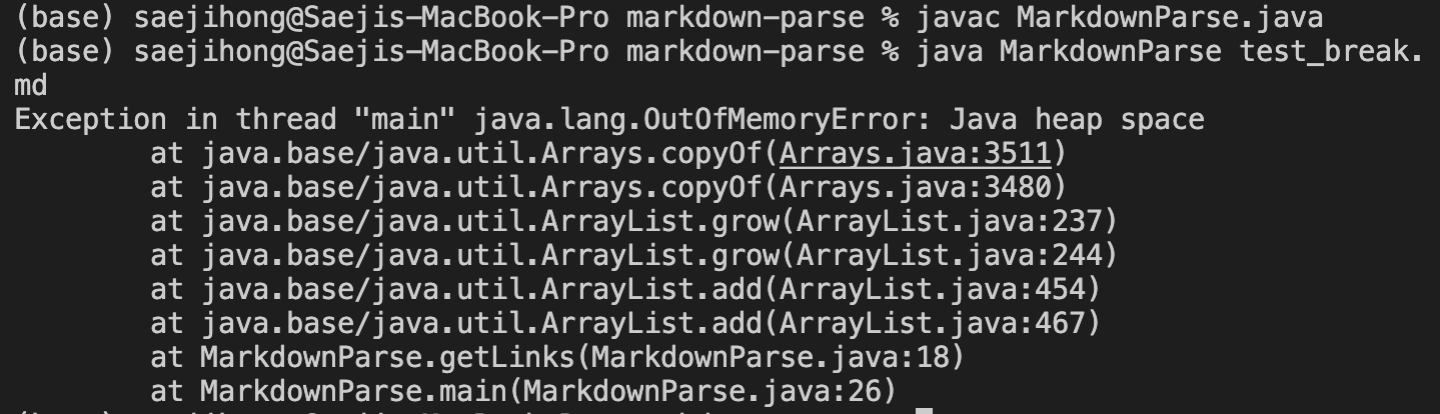 (base) saejihong@Saejis-MacBook-Pro markdown-parse % javac MarkdownParse.java
(base) saejihong@Saejis-MacBook-Pro markdown-parse % java MarkdownParse test_break.
md
Exception in thread "main" java.lang.OutOfMemoryError: Java heap space
        at java.base/java.util.Arrays.copyOf(Arrays.java:3511)
        at java.base/java.util.Arrays.copyOf(Arrays.java:3480)
        at java.base/java.util.ArrayList.grow(ArrayList.java:237)
        at java.base/java.util.ArrayList.grow(ArrayList.java:244)
        at java.base/java.util.ArrayList.add(ArrayList.java:454)
        at java.base/java.util.ArrayList.add(ArrayList.java:467)
        at MarkdownParse.getLinks(MarkdownParse.java:18)
        at MarkdownParse.main(MarkdownParse.java:26)